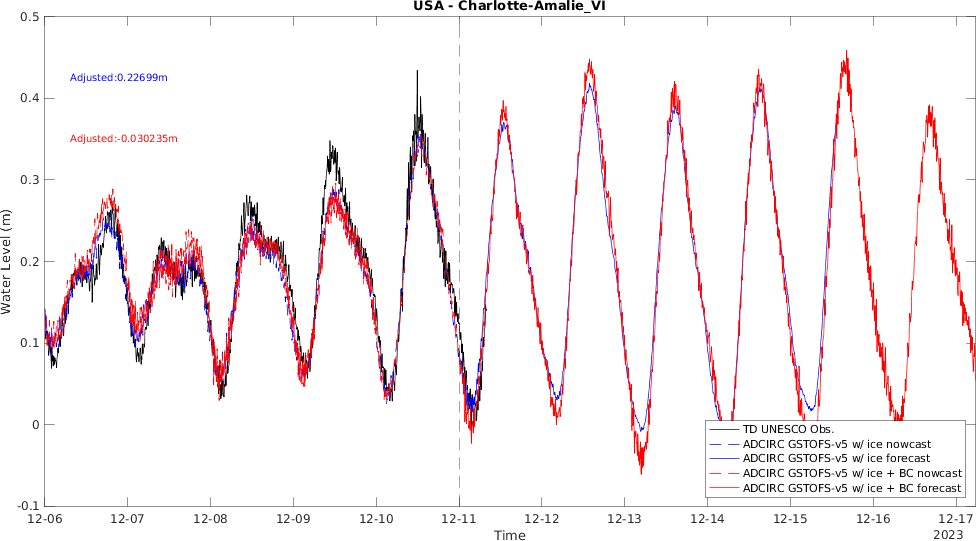 USA - Charlotte-Amalie_VI
0.5
0.4
0.3
0.2
0.1
0
-0.1
Water Level (m)
Adjusted:0.22699m
Adjusted:-0.030235m
TD UNESCO Obs.
ADCIRC GSTOFS-v5 w/ ice nowcast
ADCIRC GSTOFS-v5 w/ ice forecast
ADCIRC GSTOFS-v5 w/ ice + BC nowcast
ADCIRC GSTOFS-v5 w/ ice + BC forecast
12-06 12-07 12-08 12-09 12-10 12-11 12-12 12-13 12-14 12-15 12-16 12-17
Time
2023